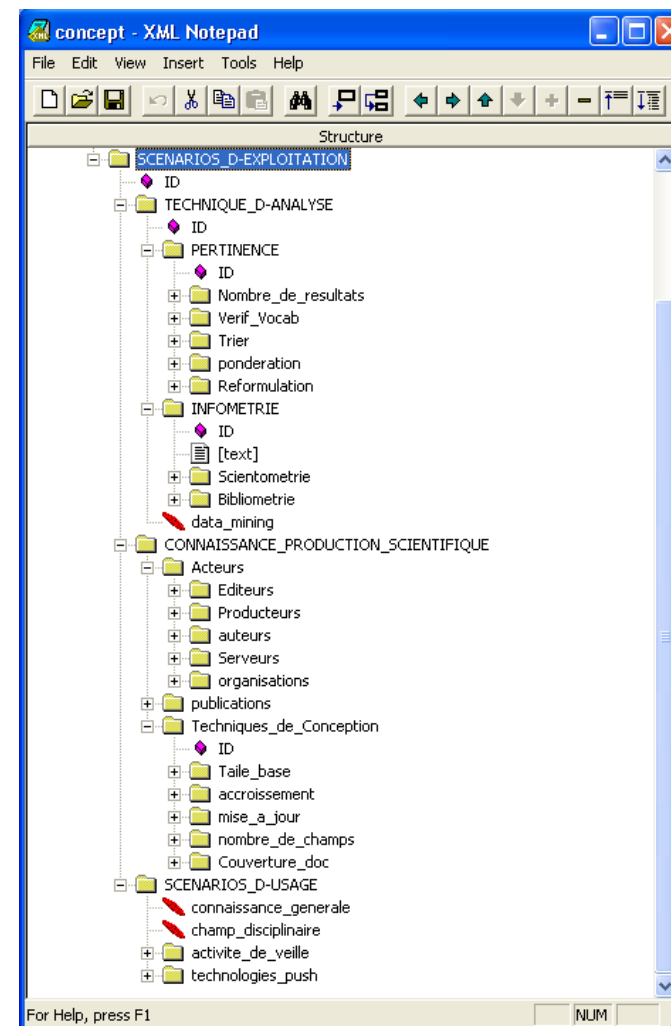 concept - XML Notepad
File Edit View Insert Tools Help
Structure
SCENARIOS_D-EXPLOITATION
ID
TECHNIQUE_D-ANALYSE
ID
PERTINENCE
ID
Nombre_de_resultats
Verif_Vocab
Trier
ponderation
Reformulation
INFOMETRIE
ID
[text]
Scientometrie
Bibliometrie
data_mining
CONNAISSANCE_PRODUCTION_SCIENTIFIQUE
Acteurs
Editeurs
Producteurs
auteurs
Serveurs
organisations
publications
Techniques_de_Conception
ID
Taile_base
accroissement
mise_a_jour
nombre_de_champs
Couverture_doc
SCENARIOS_D-USAGE
connaissance_generale
champ_disciplinaire
activite_de_veille
technologies_push
For Help, press F1 NUM